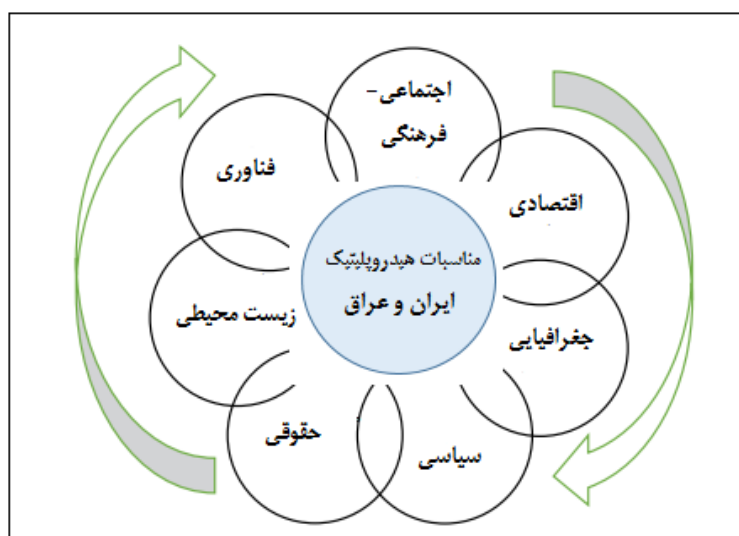 اجتماعی-
فرهنگی
اقتصادی
جغرافیایی
سیاسی
حقوقی
زیست محیطی
فناوری
مناسبات هیدروپلیتیک
ایران و عراق